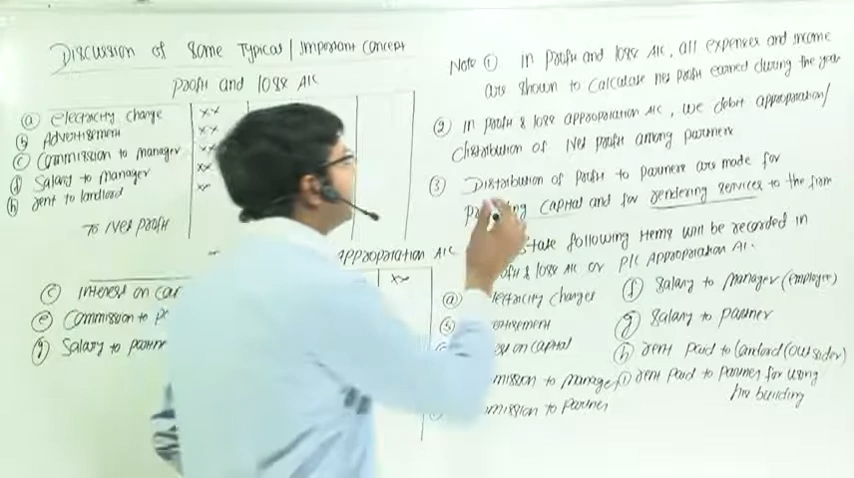 Discussion of Some Typical / Important Concept
Profit and loss A/C
(a) Electricity charge xx
(b) Advertisement xx
(c) Commission to manager xx
(f) Salary to manager xx
(h) rent to landlord xx
To Net Profit
appropriation A/C
xx
(c) Interest on
(e) Commission to
(g) Salary to partner
Note (1) In profit and loss A/C, all expenses and income
are shown to calculate net profit earned during the year
(2) In profit & loss appropriation A/C, we debit appropriation/
distribution of Net profit among partners
(3) Distribution of profit to partners are made for
capital and for rendering services to the firm
following items will be recorded in
& loss A/C or P/L Appropriation A/C.
(a) charges
(b)
on capital
to manager
to partner
(f) Salary to manager (employee)
(g) Salary to partner
(h) rent paid to landlord (outsider)
(i) rent paid to partner for using
his building